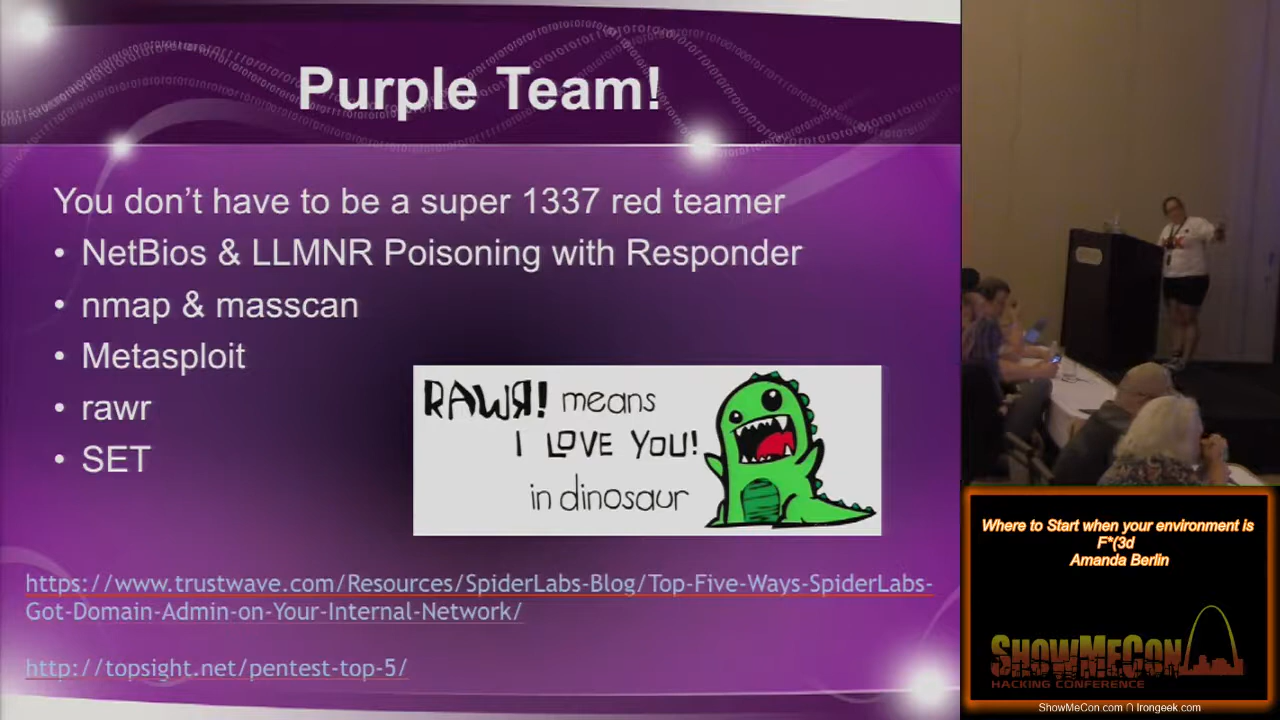 Purple Team!
You don't have to be a super 1337 red teamer
• NetBios & LLMNR Poisoning with Responder
• nmap & masscan
• Metasploit
• rawr
• SET
RAWR! means
I LOVE YOU!
in dinosaur
https://www.trustwave.com/Resources/SpiderLabs-Blog/Top-Five-Ways-SpiderLabs-
Got-Domain-Admin-on-Your-Internal-Network/
http://topsight.net/pentest-top-5/
Where to Start when your environment is
F*(3d
Amanda Berlin
SHOWMECON
HACKING CONFERENCE
ShowMeCon.com ∩ Irongeek.com